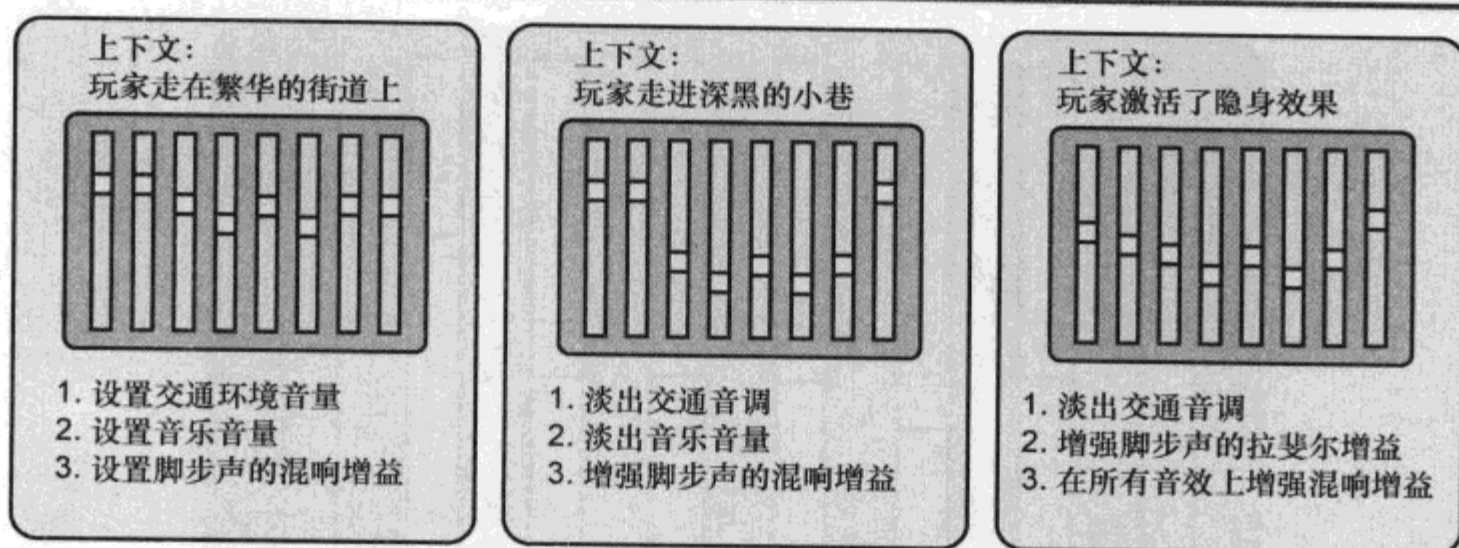 上下文：
玩家走在繁华的街道上
1. 设置交通环境音量
2. 设置音乐音量
3. 设置脚步声的混响增益
上下文：
玩家走进深黑的小巷
1. 淡出交通音调
2. 淡出音乐音量
3. 增强脚步声的混响增益
上下文：
玩家激活了隐身效果
1. 淡出交通音调
2. 增强脚步声的拉斐尔增益
3. 在所有音效上增强混响增益